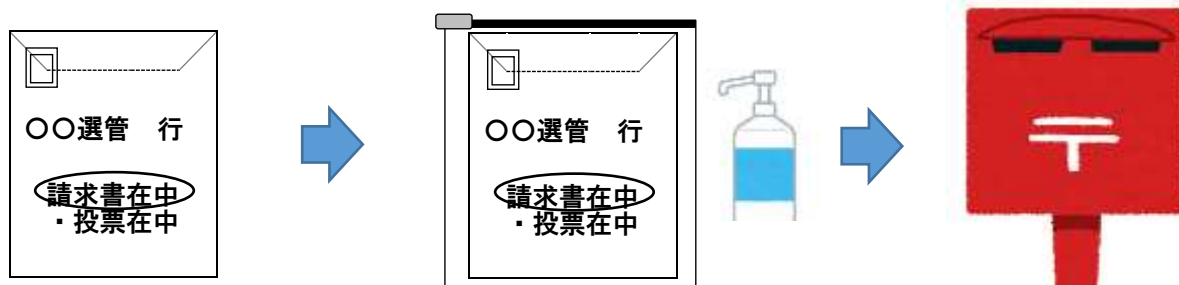 〇〇選管　行
請求書在中
・投票在中
〇〇選管　行
請求書在中
・投票在中
〒